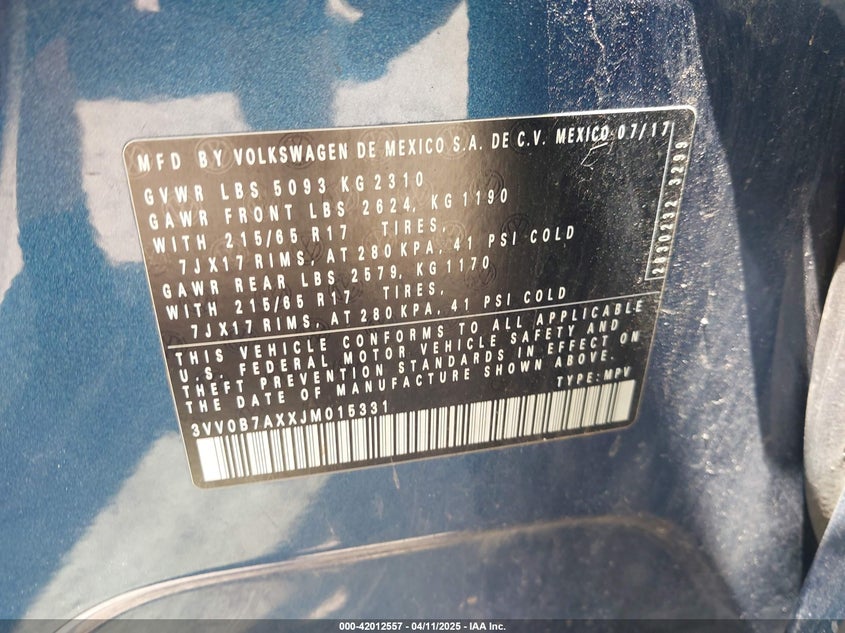 MFD BY VOLKSWAGEN DE MEXICO S.A. DE C.V. MEXICO 07/17
GVWR LBS 5093 KG 2310
GAWR FRONT LBS 2624, KG 1190
WITH 215/65 R17 TIRES,
7JX17 RIMS, AT 280 KPA, 41 PSI COLD
GAWR REAR LBS 2579, KG 1170
WITH 215/65 R17 TIRES,
7JX17 RIMS, AT 280 KPA, 41 PSI COLD
THIS VEHICLE CONFORMS TO ALL APPLICABLE
U.S. FEDERAL MOTOR VEHICLE SAFETY AND
THEFT PREVENTION STANDARDS IN EFFECT ON
THE DATE OF MANUFACTURE SHOWN ABOVE.
TYPE: MPV
3VV0B7AXXJM015331
2830232 3299
000-42012557 - 04/11/2025 - IAA Inc.